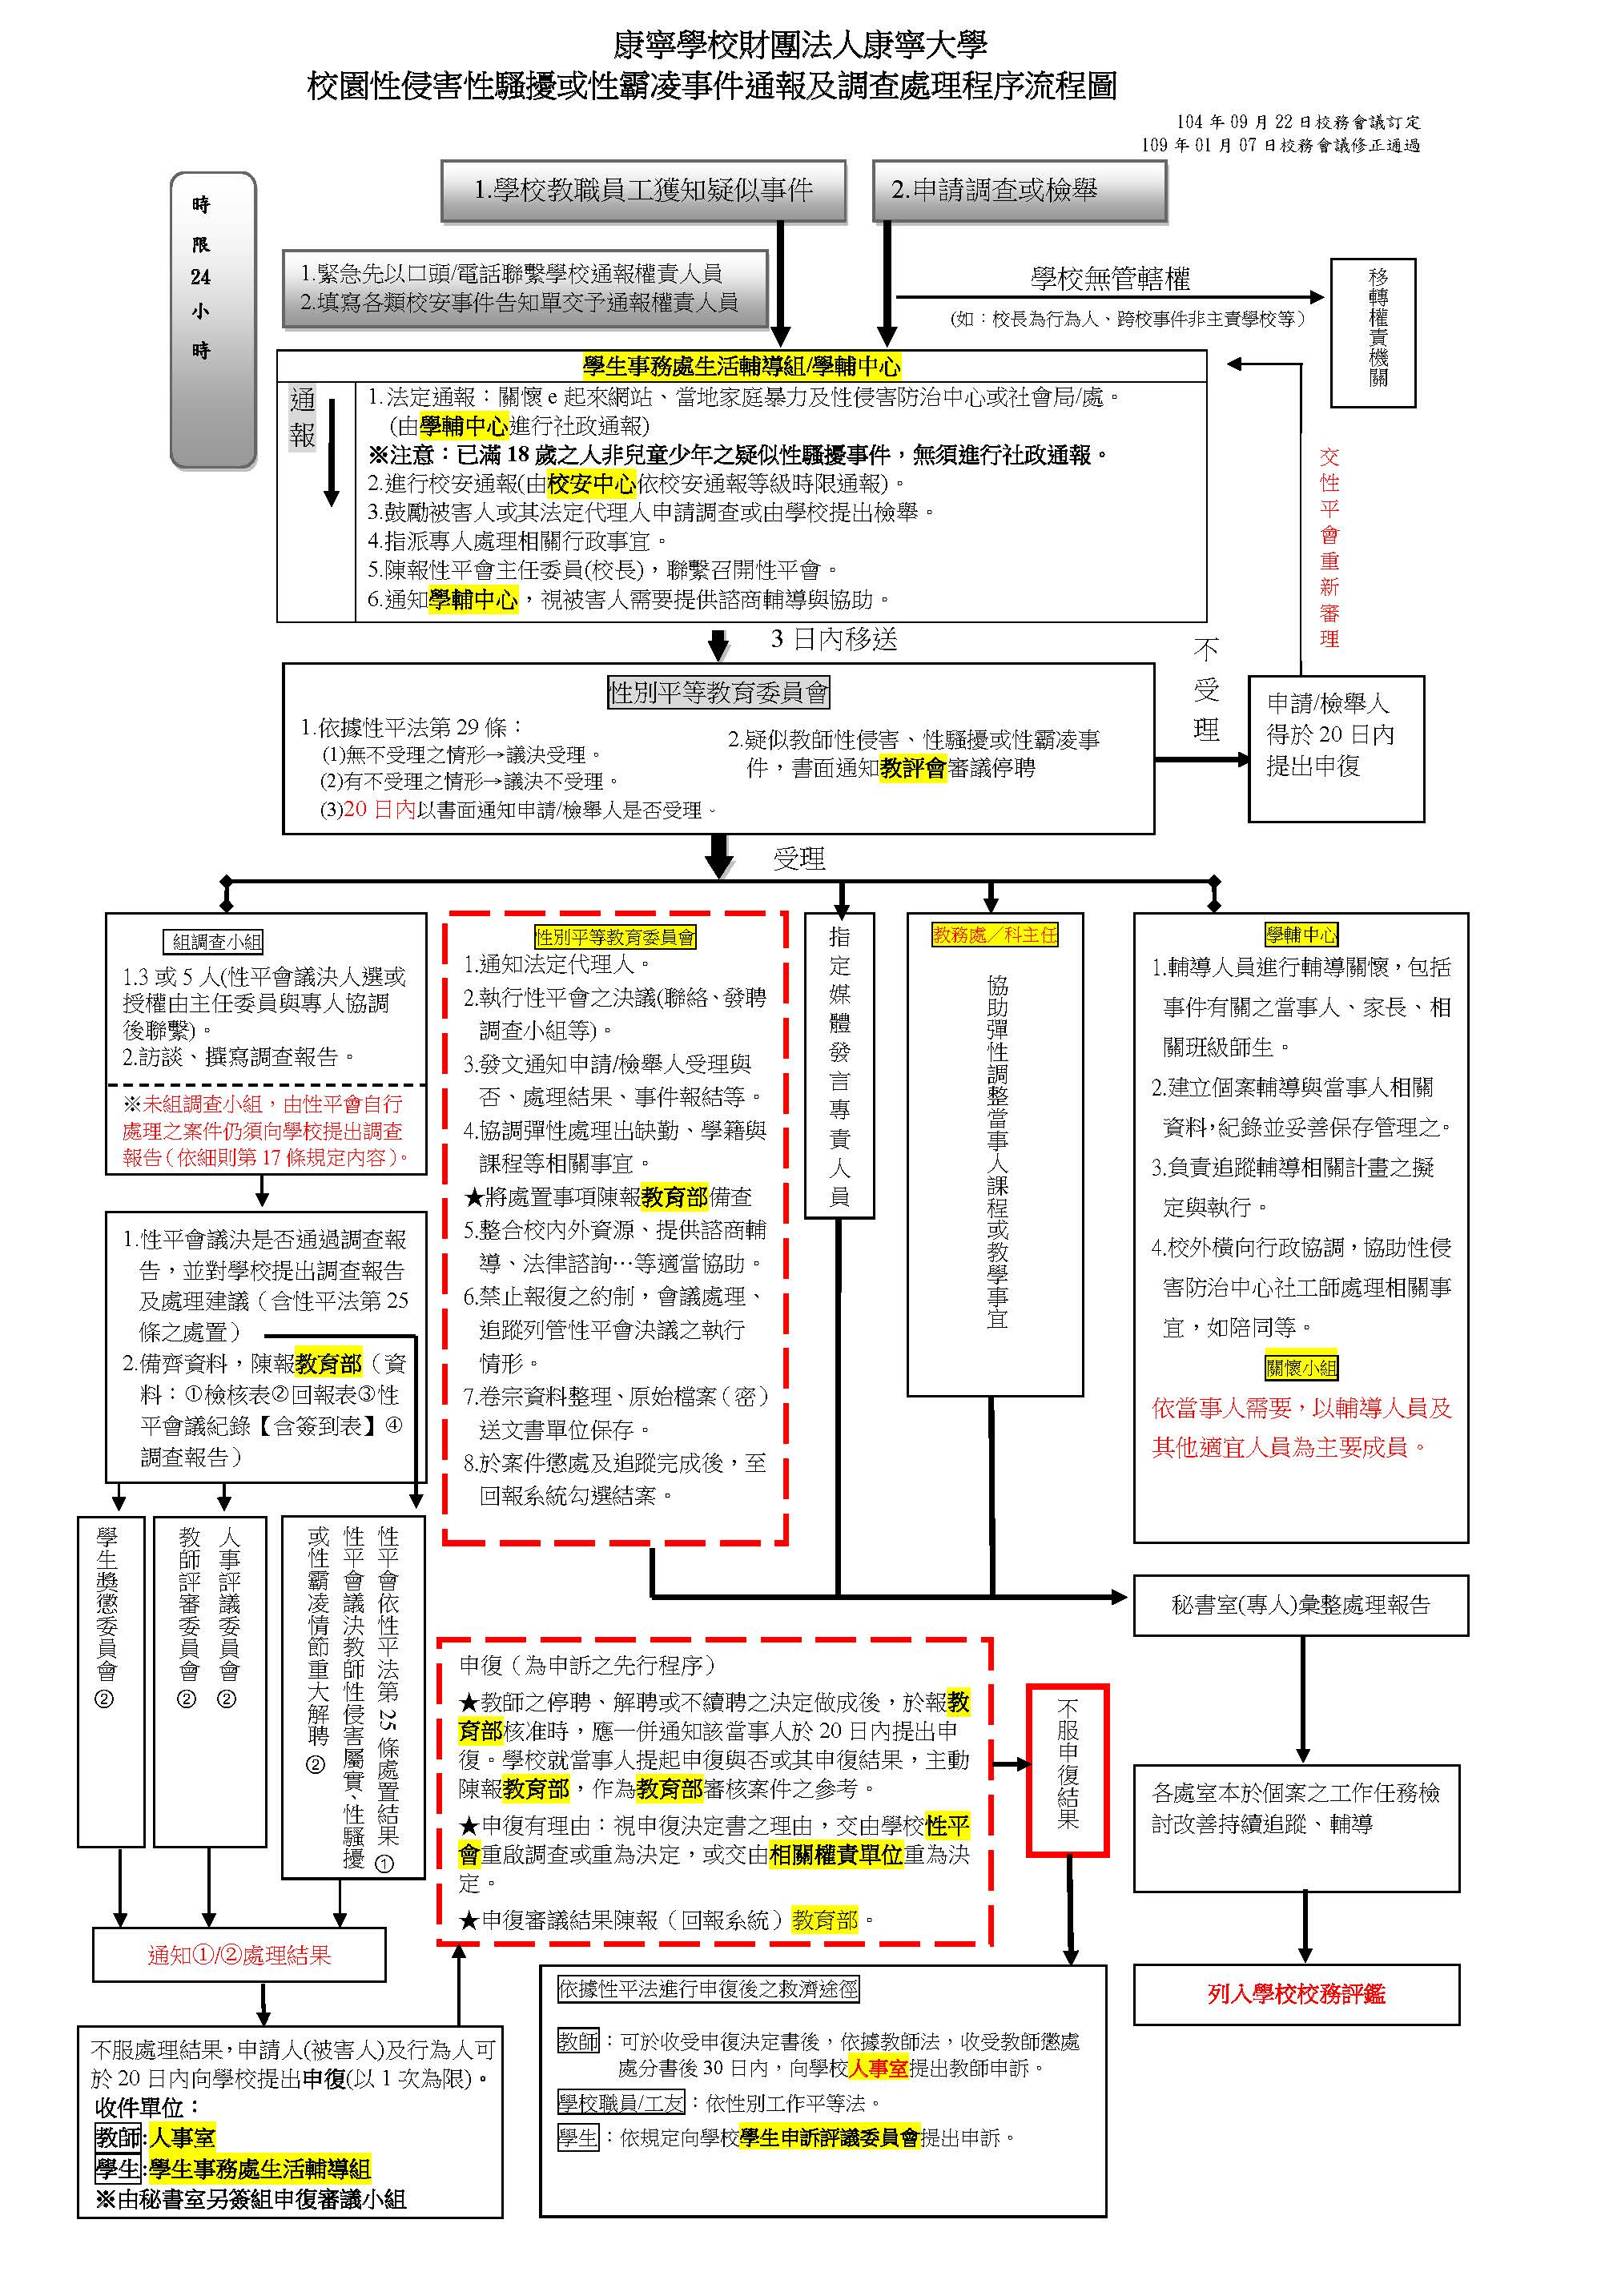 康寧學校財團法人康寧大學
校園性侵害性騷擾或性霸凌事件通報及調查處理程序流程圖
104 年 09 月 22 日校務會議訂定
109 年 01 月 07 日校務會議修正通過
時
限
24
小
時
1.學校教職員工獲知疑似事件
2.申請調查或檢舉
1.緊急先以口頭/電話聯繫學校通報權責人員
2.填寫各類校安事件告知單交予通報權責人員
學校無管轄權
(如：校長為行為人、跨校事件非主責學校等)
移轉權責機關
學生事務處生活輔導組/學輔中心
通報
1.法定通報：關懷 e 起來網站、當地家庭暴力及性侵害防治中心或社會局/處。
(由學輔中心進行社政通報)
※注意：已滿 18 歲之人非兒童少年之疑似性騷擾事件，無須進行社政通報。
2.進行校安通報(由校安中心依校安通報等級時限通報)。
3.鼓勵被害人或其法定代理人申請調查或由學校提出檢舉。
4.指派專人處理相關行政事宜。
5.陳報性平會主任委員(校長)，聯繫召開性平會。
6.通知學輔中心，視被害人需要提供諮商輔導與協助。
交性平會重新審理
3 日內移送
性別平等教育委員會
1.依據性平法第 29 條：
(1)無不受理之情形→議決受理。
(2)有不受理之情形→議決不受理。
(3)20 日內以書面通知申請/檢舉人是否受理。
2.疑似教師性侵害、性騷擾或性霸凌事
件，書面通知教評會審議停聘
不受理
申請/檢舉人
得於 20 日內
提出申復
受理
組調查小組
1.3 或 5 人(性平會議決人選或
授權由主任委員與專人協調
後聯繫)。
2.訪談、撰寫調查報告。
※未組調查小組，由性平會自行
處理之案件仍須向學校提出調查
報告（依細則第 17 條規定內容）。
性別平等教育委員會
1.通知法定代理人。
2.執行性平會之決議(聯絡、發聘
調查小組等)。
3.發文通知申請/檢舉人受理與
否、處理結果、事件報結等。
4.協調彈性處理出缺勤、學籍與
課程等相關事宜。
★將處置事項陳報教育部備查
5.整合校內外資源、提供諮商輔
導、法律諮詢…等適當協助。
6.禁止報復之約制，會議處理、
追蹤列管性平會決議之執行
情形。
7.卷宗資料整理、原始檔案（密）
送文書單位保存。
8.於案件懲處及追蹤完成後，至
回報系統勾選結案。
指定媒體發言專責人員
教務處／科主任
協助彈性調整當事人課程或教學事宜
學輔中心
1.輔導人員進行輔導關懷，包括
事件有關之當事人、家長、相
關班級師生。
2.建立個案輔導與當事人相關
資料，紀錄並妥善保存管理之。
3.負責追蹤輔導相關計畫之擬
定與執行。
4.校外橫向行政協調，協助性侵
害防治中心社工師處理相關事
宜，如陪同等。
關懷小組
依當事人需要，以輔導人員及
其他適宜人員為主要成員。
1.性平會議決是否通過調查報
告，並對學校提出調查報告
及處理建議（含性平法第 25
條之處置）
2.備齊資料，陳報教育部（資
料：①檢核表②回報表③性
平會議紀錄【含簽到表】④
調查報告）
學生獎懲委員會②
人事評議委員會②
教師評審委員會②
性平會依性平法第 25 條處置結果①
性平會議決教師性侵害屬實、性騷擾
或性霸凌情節重大解聘②
秘書室(專人)彙整處理報告
申復（為申訴之先行程序）
★教師之停聘、解聘或不續聘之決定做成後，於報教
育部核准時，應一併通知該當事人於 20 日內提出申
復。學校就當事人提起申復與否或其申復結果，主動
陳報教育部，作為教育部審核案件之參考。
★申復有理由：視申復決定書之理由，交由學校性平
會重啟調查或重為決定，或交由相關權責單位重為決
定。
★申復審議結果陳報（回報系統）教育部。
不服申復結果
各處室本於個案之工作任務檢
討改善持續追蹤、輔導
通知①/②處理結果
列入學校校務評鑑
不服處理結果，申請人(被害人)及行為人可
於 20 日內向學校提出申復(以 1 次為限)。
收件單位：
教師:人事室
學生:學生事務處生活輔導組
※由秘書室另簽組申復審議小組
依據性平法進行申復後之救濟途徑
教師：可於收受申復決定書後，依據教師法，收受教師懲處
處分書後 30 日內，向學校人事室提出教師申訴。
學校職員/工友：依性別工作平等法。
學生：依規定向學校學生申訴評議委員會提出申訴。